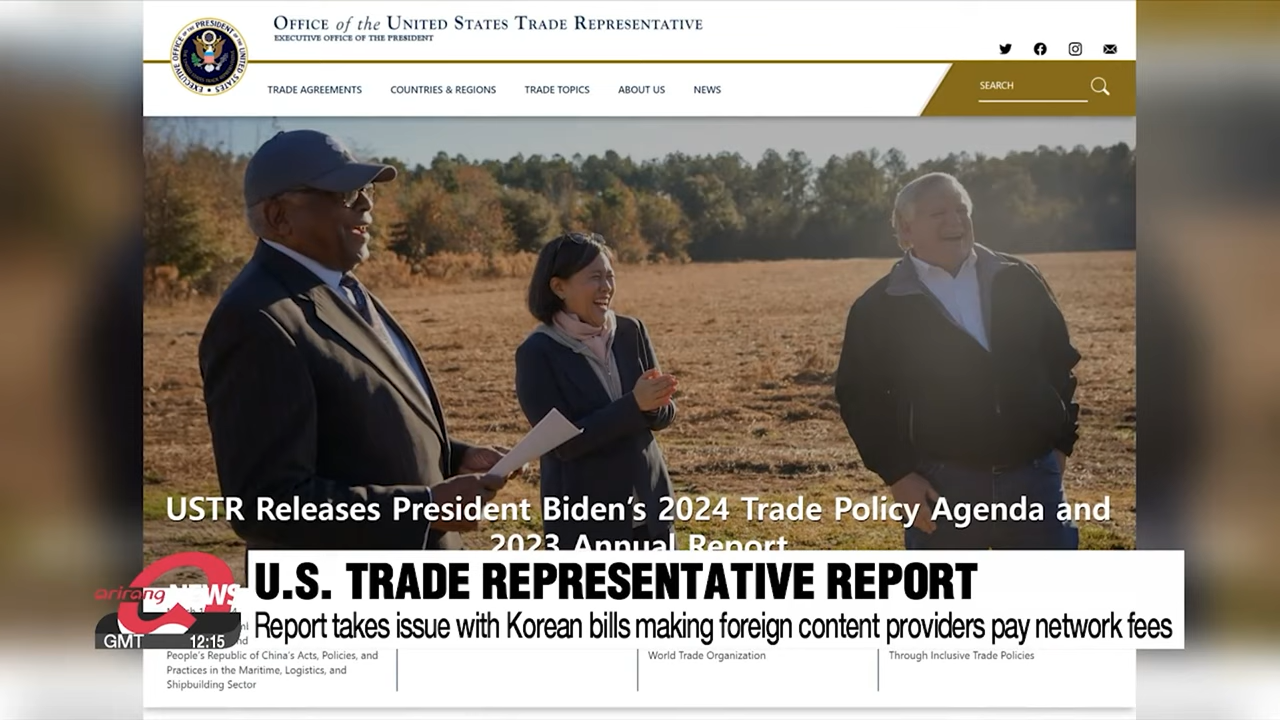 OFFICE of the UNITED STATES TRADE REPRESENTATIVE
EXECUTIVE OFFICE OF THE PRESIDENT
TRADE AGREEMENTS
COUNTRIES & REGIONS
TRADE TOPICS
ABOUT US
NEWS
SEARCH
USTR Releases President Biden's 2024 Trade Policy Agenda and
2023 Annual Report
arirang NEWS
U.S. TRADE REPRESENTATIVE REPORT
Report takes issue with Korean bills making foreign content providers pay network fees
GMT 12:15
People's Republic of China's Acts, Policies, and
Practices in the Maritime, Logistics, and
Shipbuilding Sector
World Trade Organization
Through Inclusive Trade Policies